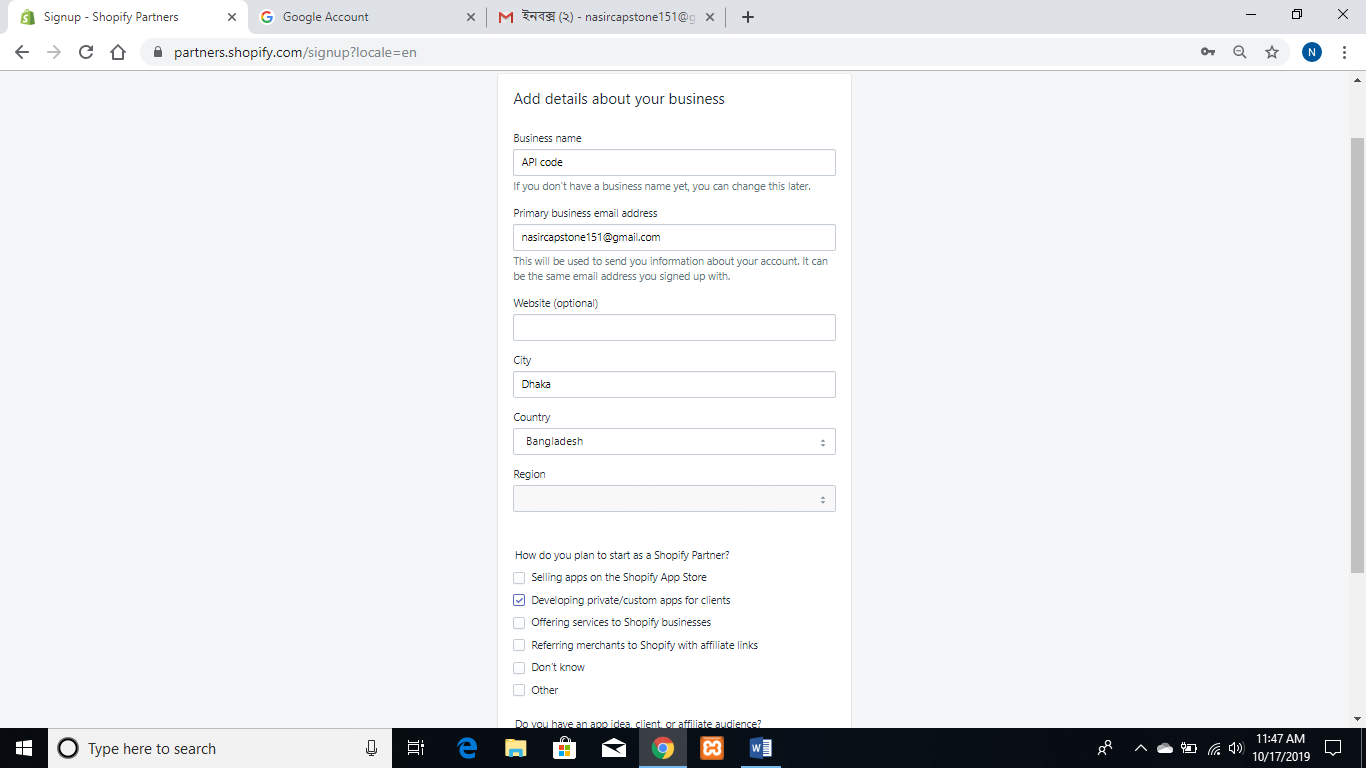 Signup - Shopify Partners
Google Account
ইনবক্স (২) - nasircapstone151@g
partners.shopify.com/signup?locale=en
N
Add details about your business
Business name
API code
If you don't have a business name yet, you can change this later.
Primary business email address
nasircapstone151@gmail.com
This will be used to send you information about your account. It can
be the same email address you signed up with.
Website (optional)
City
Dhaka
Country
Bangladesh
Region
How do you plan to start as a Shopify Partner?
Selling apps on the Shopify App Store
Developing private/custom apps for clients
Offering services to Shopify businesses
Referring merchants to Shopify with affiliate links
Don't know
Other
Do you have an app idea, client, or affiliate audience?
Type here to search
11:47 AM
10/17/2019